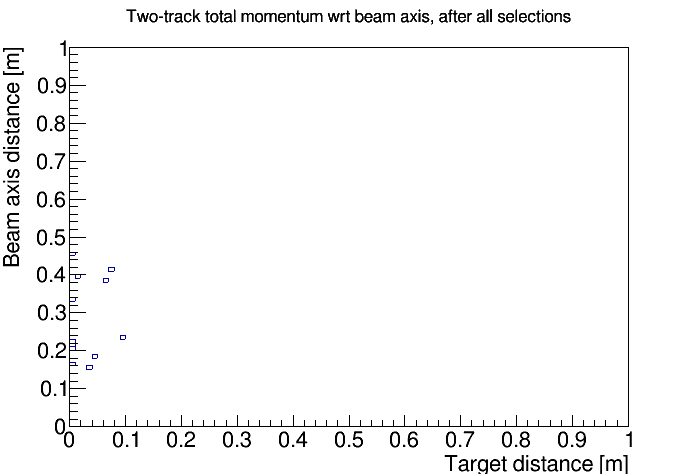 Two-track total momentum wrt beam axis, after all selections
Beam axis distance [m]
1
0.9
0.8
0.7
0.6
0.5
0.4
0.3
0.2
0.1
0
0 0.1 0.2 0.3 0.4 0.5 0.6 0.7 0.8 0.9 1
Target distance [m]